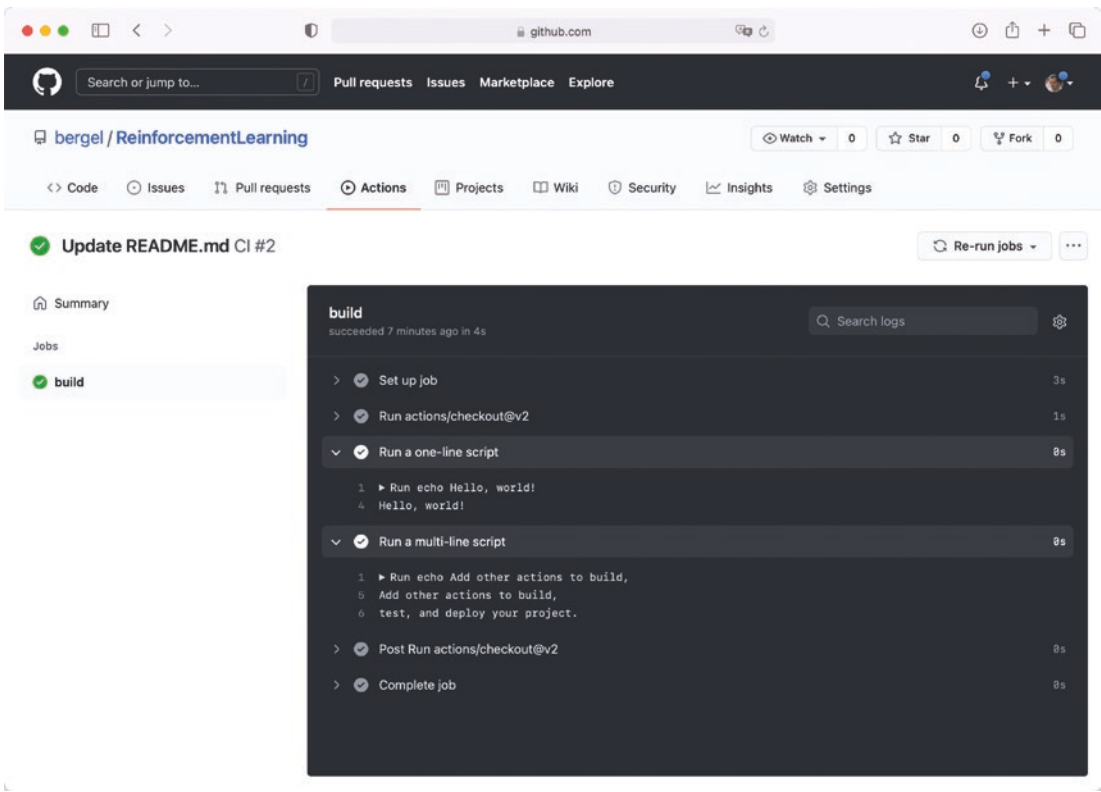 github.com
Search or jump to... /
Pull requests Issues Marketplace Explore
bergel / ReinforcementLearning
Watch 0 Star 0 Fork 0
<> Code Issues Pull requests Actions Projects Wiki Security Insights Settings
Update README.md CI #2
Re-run jobs ...
Summary
Jobs
build
build
succeeded 7 minutes ago in 4s
Search logs
Set up job 3s
Run actions/checkout@v2 1s
Run a one-line script 0s
1 ▶ Run echo Hello, world!
4 Hello, world!
Run a multi-line script 0s
1 ▶ Run echo Add other actions to build,
5 Add other actions to build,
6 test, and deploy your project.
Post Run actions/checkout@v2 0s
Complete job 0s